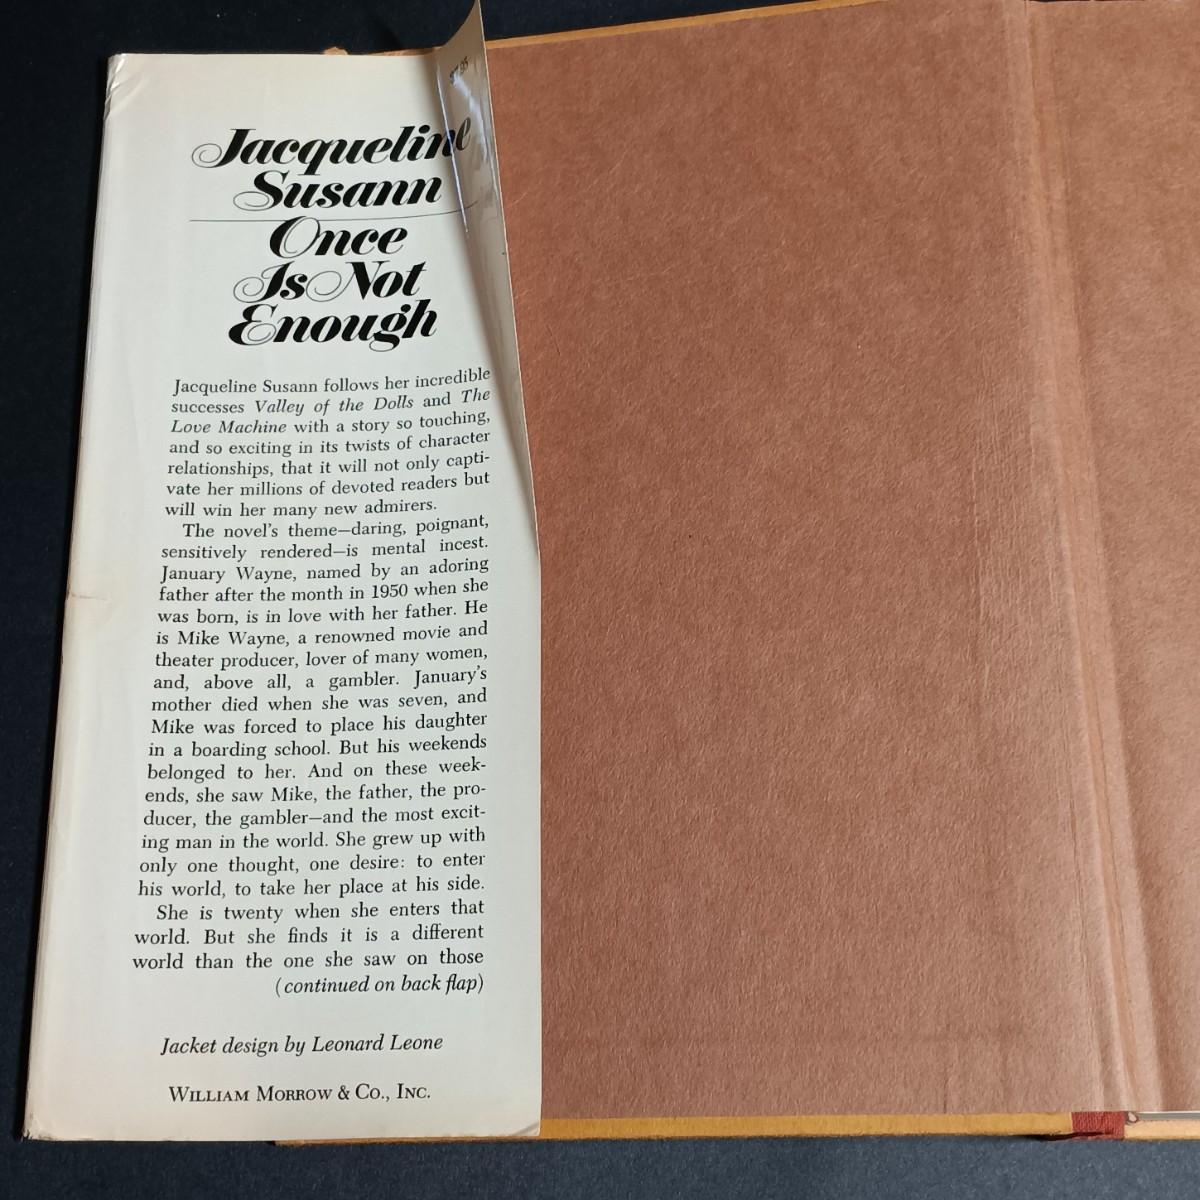 Jacqueline
Susann
Once
Is Not
Enough
Jacqueline Susann follows her incredible
successes Valley of the Dolls and The
Love Machine with a story so touching,
and so exciting in its twists of character
relationships, that it will not only capti-
vate her millions of devoted readers but
will win her many new admirers.
The novel's theme—daring, poignant,
sensitively rendered—is mental incest.
January Wayne, named by an adoring
father after the month in 1950 when she
was born, is in love with her father. He
is Mike Wayne, a renowned movie and
theater producer, lover of many women,
and, above all, a gambler. January's
mother died when she was seven, and
Mike was forced to place his daughter
in a boarding school. But his weekends
belonged to her. And on these week-
ends, she saw Mike, the father, the pro-
ducer, the gambler—and the most excit-
ing man in the world. She grew up with
only one thought, one desire: to enter
his world, to take her place at his side.
She is twenty when she enters that
world. But she finds it is a different
world than the one she saw on those
(continued on back flap)
Jacket design by Leonard Leone
WILLIAM MORROW & CO., INC.